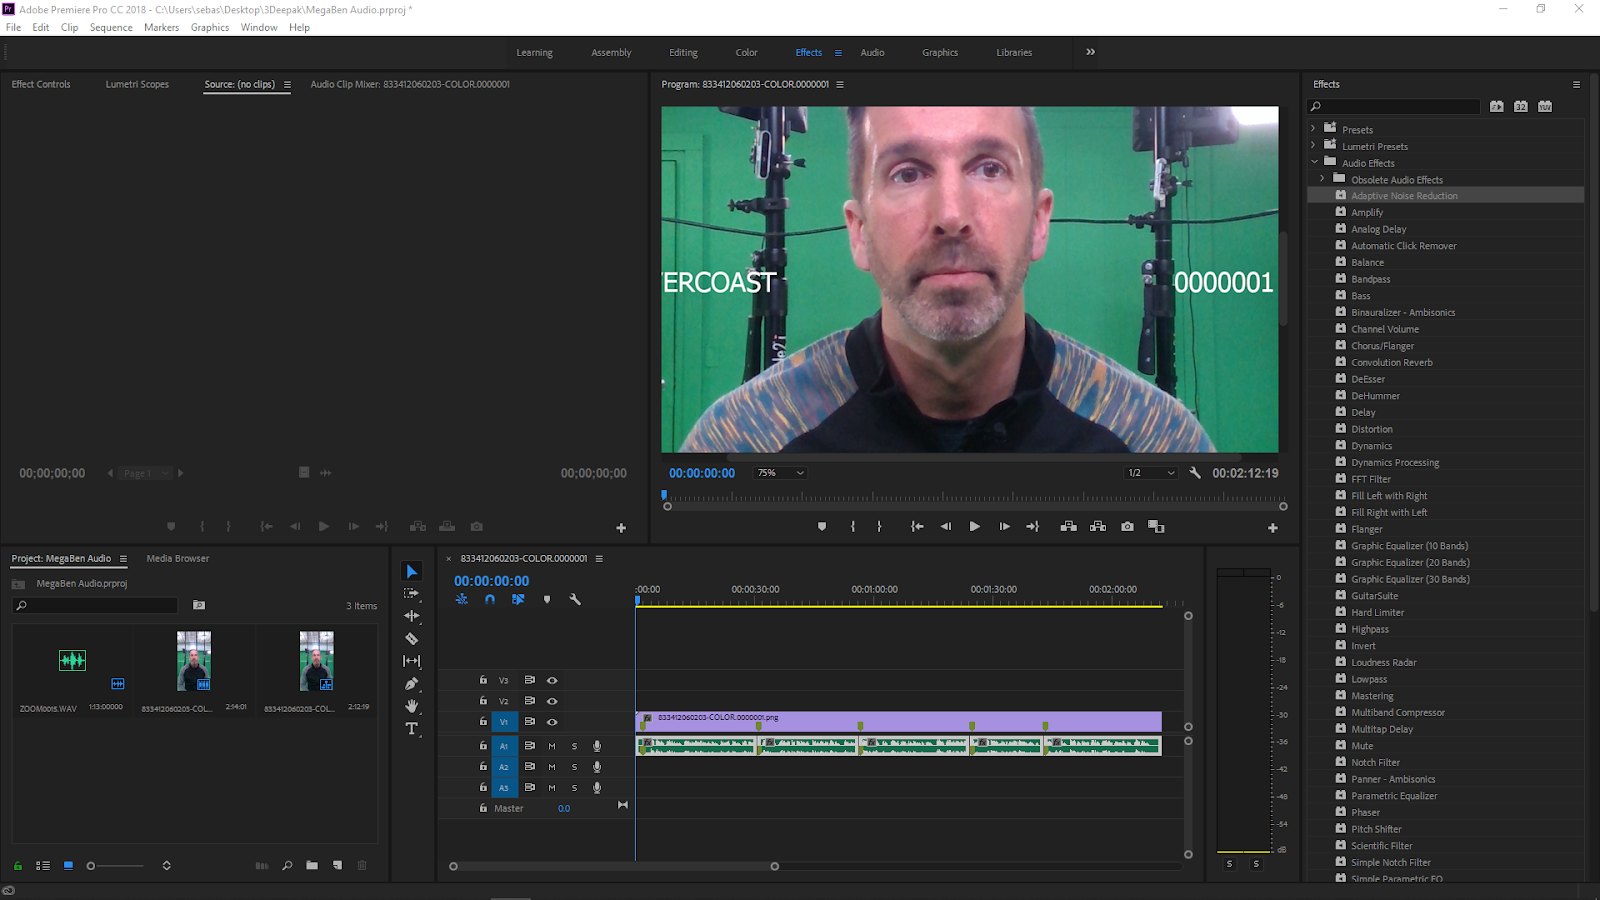 Adobe Premiere Pro CC 2018 - C:\Users\sebas\Desktop\3Deepak\MegaBen Audio.prproj *
File Edit Clip Sequence Markers Graphics Window Help
Learning Assembly Editing Color Effects Audio Graphics Libraries
Effect Controls Lumetri Scopes Source: (no clips) Audio Clip Mixer: 833412060203-COLOR.0000001
Program: 833412060203-COLOR.0000001
ERCOAST 0000001
00;00;00;00 Page 1 00;00;00;00
00:00:00:00 75% 1/2 00:02:12:19
Project: MegaBen Audio Media Browser
MegaBen Audio.prproj
3 Items
ZOOM0015.WAV 1:13:00000 833412060203-COL... 2:14:01 833412060203-COL... 2:12:19
833412060203-COLOR.0000001
00:00:00:00
:00:00 00:00:30:00 00:01:00:00 00:01:30:00 00:02:00:00
V3
V2
V1 fx 833412060203-COLOR.0000001.png
A1 M S fx fx fx fx fx
A2 M S
A3 M S
Master 0.0
0
-6
-12
-18
-24
-30
-36
-42
-48
-54
dB
S S
Effects
Presets
Lumetri Presets
Audio Effects
Obsolete Audio Effects
Adaptive Noise Reduction
Amplify
Analog Delay
Automatic Click Remover
Balance
Bandpass
Bass
Binauralizer - Ambisonics
Channel Volume
Chorus/Flanger
Convolution Reverb
DeEsser
DeHummer
Delay
Distortion
Dynamics
Dynamics Processing
FFT Filter
Fill Left with Right
Fill Right with Left
Flanger
Graphic Equalizer (10 Bands)
Graphic Equalizer (20 Bands)
Graphic Equalizer (30 Bands)
GuitarSuite
Hard Limiter
Highpass
Invert
Loudness Radar
Lowpass
Mastering
Multiband Compressor
Multitap Delay
Mute
Notch Filter
Panner - Ambisonics
Parametric Equalizer
Phaser
Pitch Shifter
Scientific Filter
Simple Notch Filter
Simple Parametric EQ